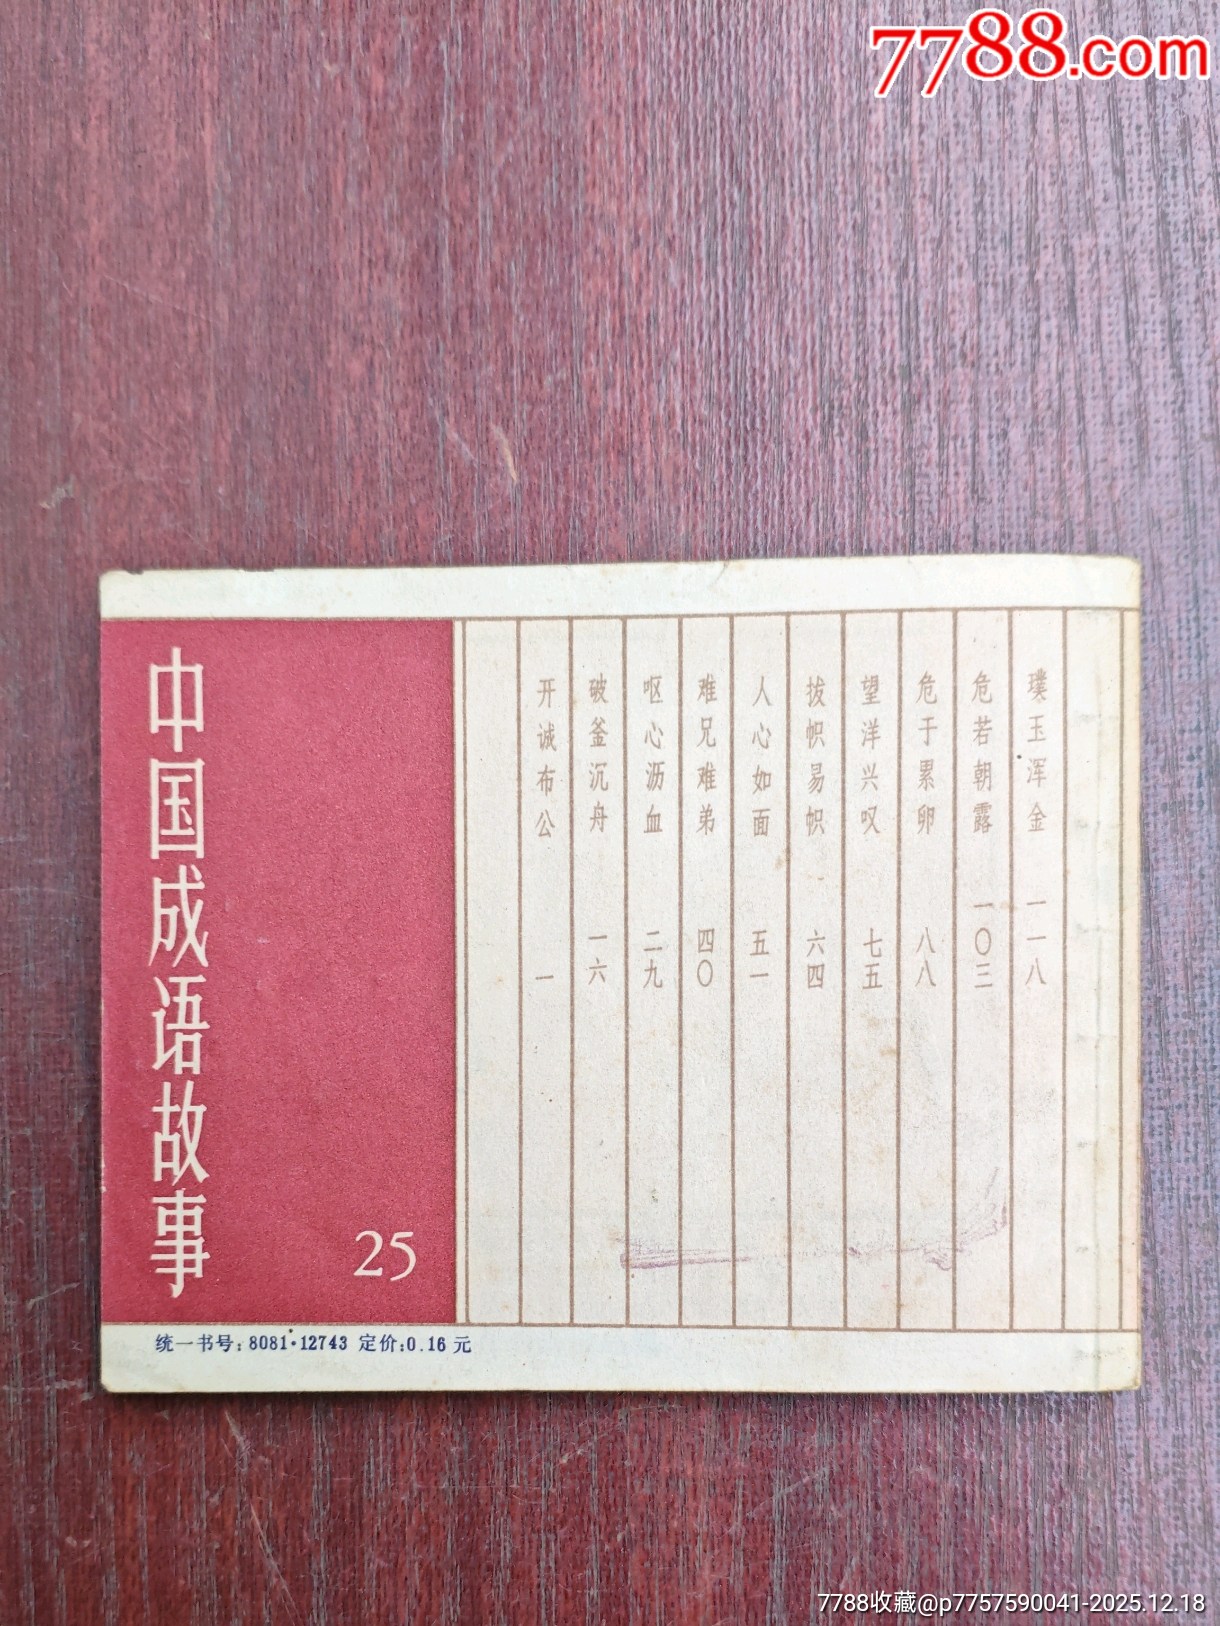 7788.com
中国成语故事
25
开诚布公 一
破釜沉舟 一六
呕心沥血 二九
难兄难弟 四〇
人心如面 五一
拔帜易帜 六四
望洋兴叹 七五
危于累卵 八八
危若朝露 一〇三
璞玉浑金 一一八
统一书号:8081·12743 定价:0.16元
7788收藏@p7757590041-2025.12.18